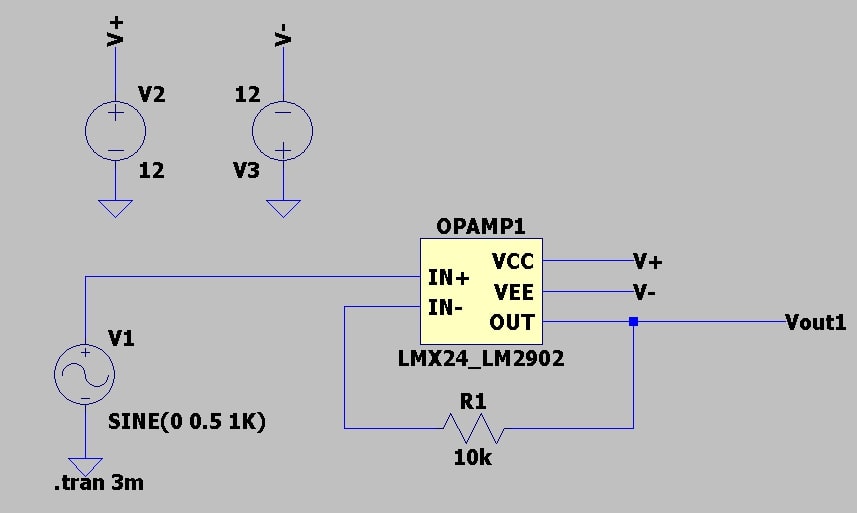 V+
V-
V2
12
12
V3
OPAMP1
VCC
V+
IN+
VEE
V-
IN-
OUT
Vout1
LMX24_LM2902
V1
SINE(0 0.5 1K)
R1
10k
.tran 3m